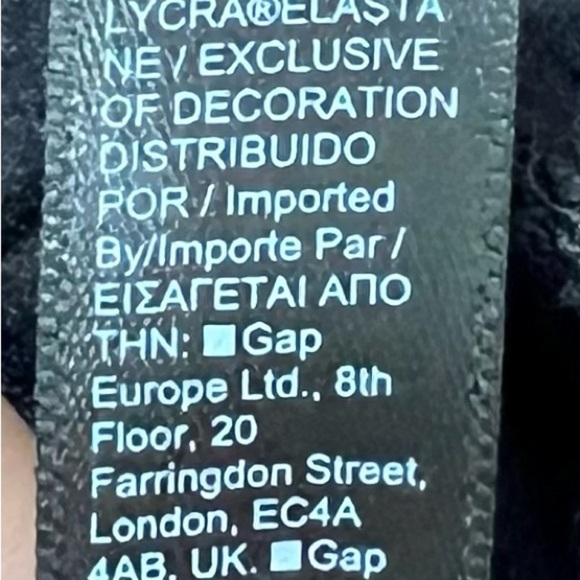 LYCRA®ELASTA
NEV EXCLUSIVE
OF DECORATION
DISTRIBUIDO
POR / Imported
By/Importe Par /
ΕΙΣΑΓΕΤΑΙ ΑΠΟ
ΤΗΝ: Gap
Europe Ltd., 8th
Floor, 20
Farringdon Street,
London, EC4A
4AB, UK. Gap